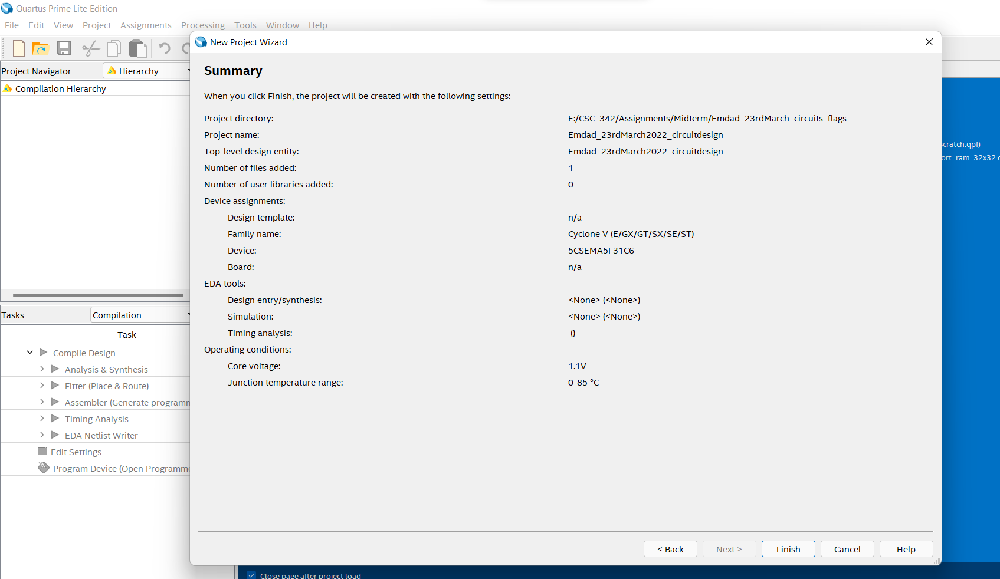 Quartus Prime Lite Edition
File Edit View Project Assignments Processing Tools Window Help
Project Navigator Hierarchy
Compilation Hierarchy
Tasks Compilation
Task
Compile Design
Analysis & Synthesis
Fitter (Place & Route)
Assembler (Generate programm
Timing Analysis
EDA Netlist Writer
Edit Settings
Program Device (Open Programme
New Project Wizard
Summary
When you click Finish, the project will be created with the following settings:
Project directory: E:/CSC_342/Assignments/Midterm/Emdad_23rdMarch_circuits_flags
Project name: Emdad_23rdMarch2022_circuitdesign
Top-level design entity: Emdad_23rdMarch2022_circuitdesign
Number of files added: 1
Number of user libraries added: 0
Device assignments:
Design template: n/a
Family name: Cyclone V (E/GX/GT/SX/SE/ST)
Device: 5CSEMA5F31C6
Board: n/a
EDA tools:
Design entry/synthesis: <None> (<None>)
Simulation: <None> (<None>)
Timing analysis: ()
Operating conditions:
Core voltage: 1.1V
Junction temperature range: 0-85 °C
< Back Next > Finish Cancel Help
scratch.qpf)
ort_ram_32x32.
Close page after project load